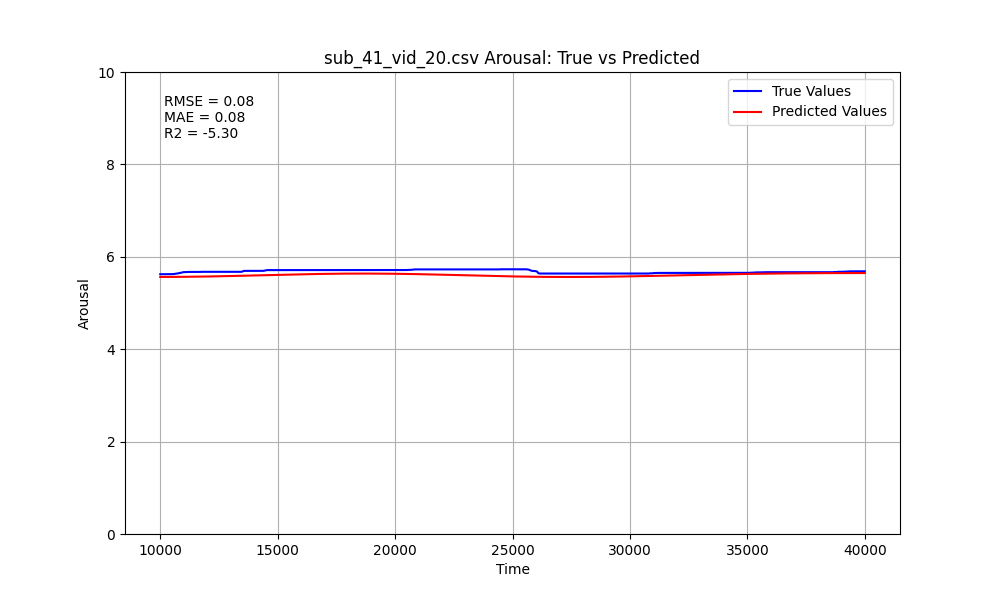 sub_41_vid_20.csv Arousal: True vs Predicted
RMSE = 0.08
MAE = 0.08
R2 = -5.30
True Values
Predicted Values
10
8
6
4
2
0
Arousal
10000
15000
20000
25000
30000
35000
40000
Time